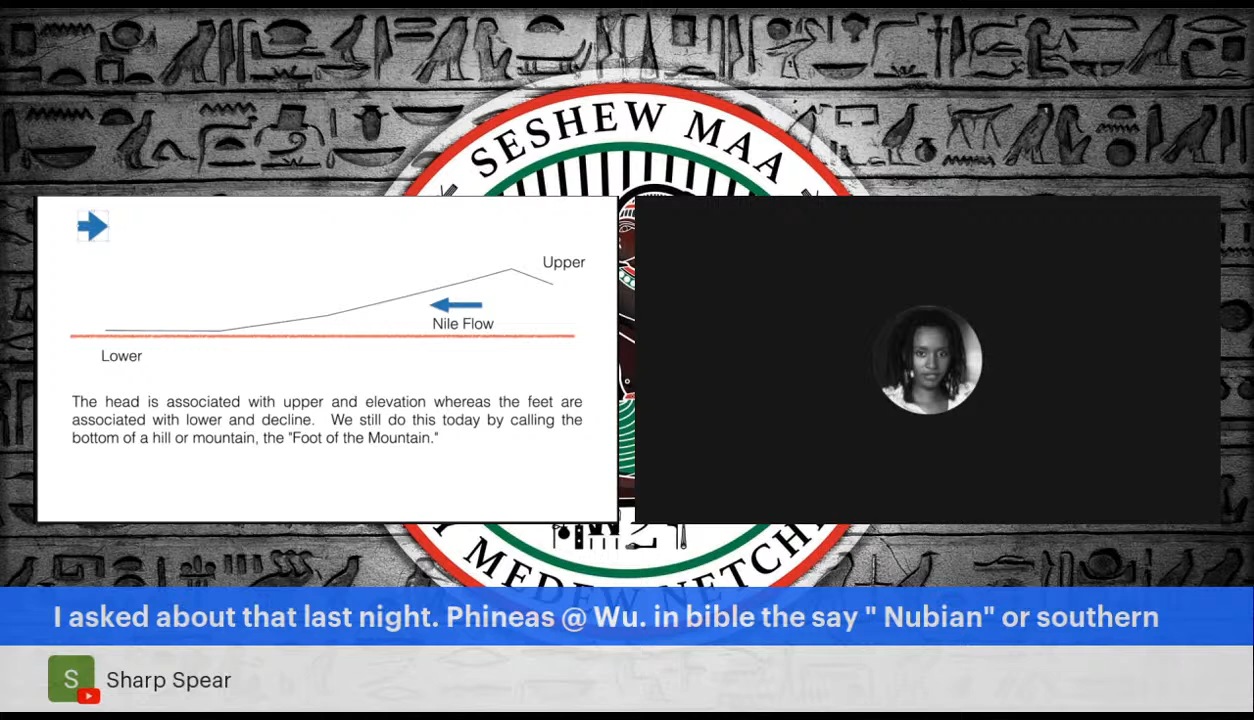 SESHEW MAA
Upper
Nile Flow
Lower
The head is associated with upper and elevation whereas the feet are
associated with lower and decline. We still do this today by calling the
bottom of a hill or mountain, the "Foot of the Mountain."
MEDEW NETCH
I asked about that last night. Phineas @ Wu. in bible the say " Nubian" or southern
S
Sharp Spear